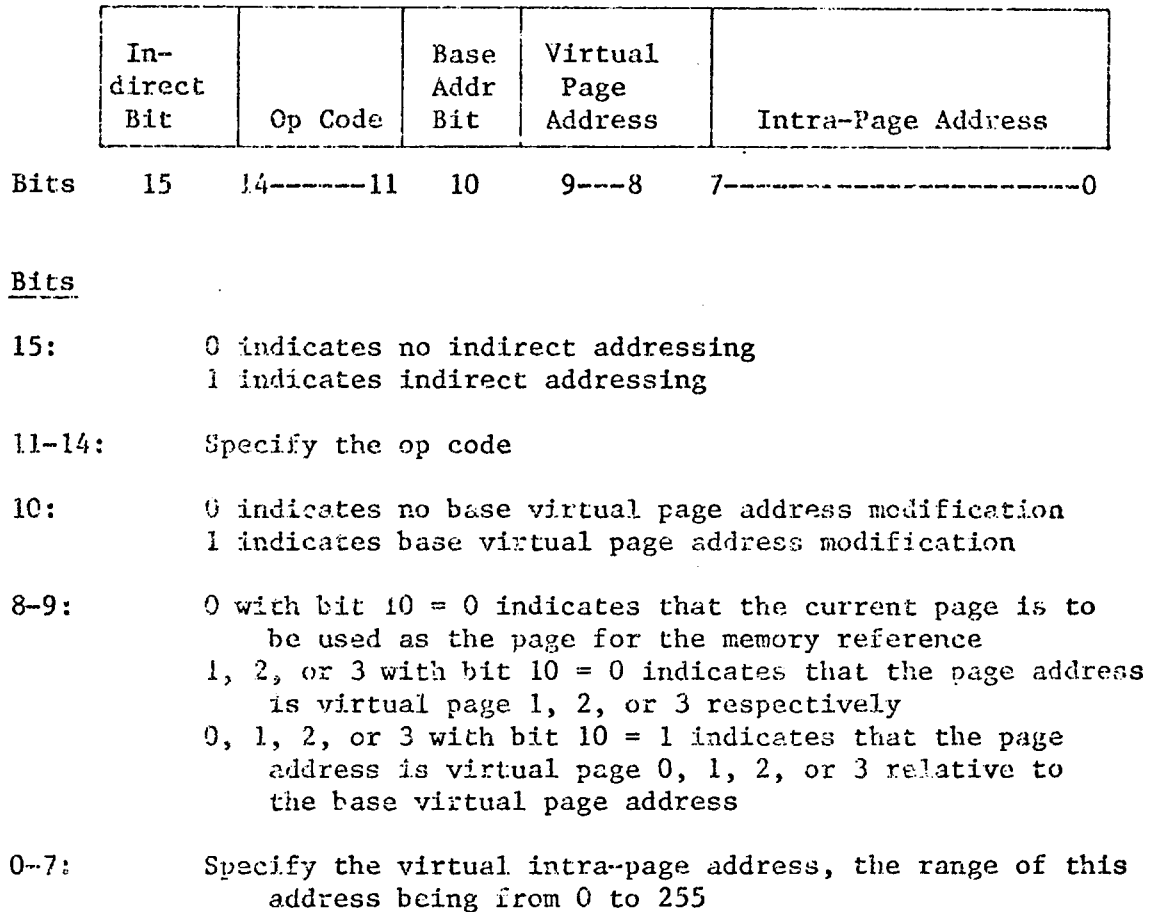 In- Base Virtual
direct Addr Page
Bit Op Code Bit Address Intra-Page Address
Bits 15 14-------11 10 9---8 7---------------------------0
Bits
15: 0 indicates no indirect addressing
1 indicates indirect addressing
11-14: Specify the op code
10: 0 indicates no base virtual page address modification
1 indicates base virtual page address modification
8-9: 0 with bit 10 = 0 indicates that the current page is to
be used as the page for the memory reference
1, 2, or 3 with bit 10 = 0 indicates that the page address
is virtual page 1, 2, or 3 respectively
0, 1, 2, or 3 with bit 10 = 1 indicates that the page
address is virtual page 0, 1, 2, or 3 relative to
the base virtual page address
0-7: Specify the virtual intra-page address, the range of this
address being from 0 to 255